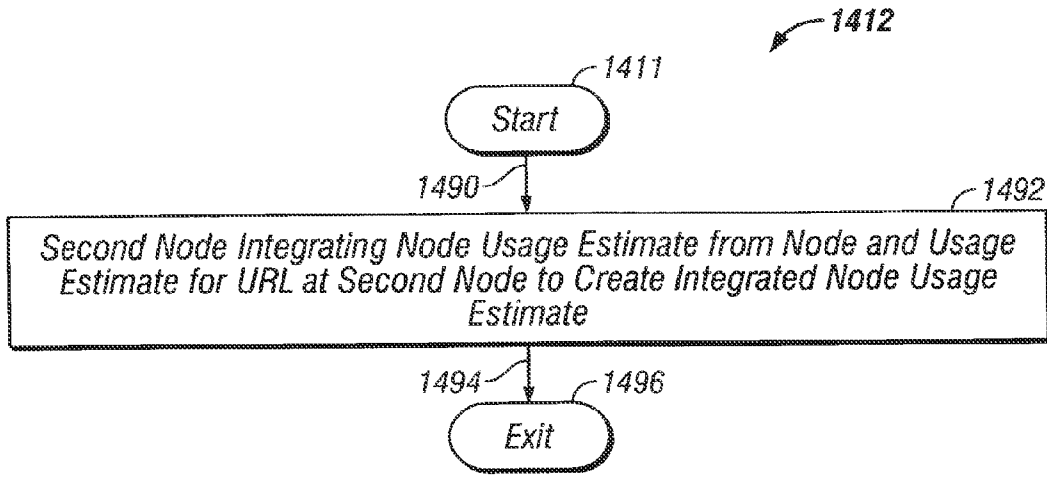 1412
1411
Start
1490
1492
Second Node Integrating Node Usage Estimate from Node and Usage
Estimate for URL at Second Node to Create Integrated Node Usage
Estimate
1494
1496
Exit